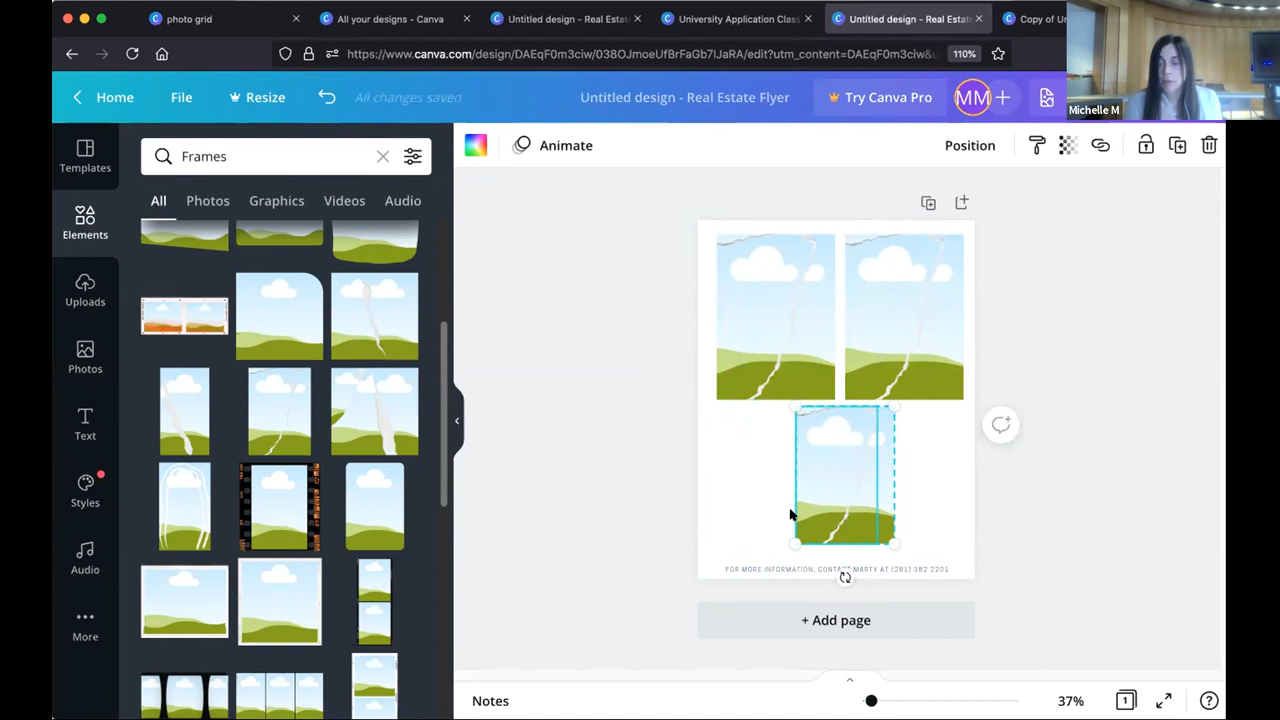 photo grid
All your designs - Canva
Untitled design - Real Estate F
University Application Class
Untitled design - Real Estat
Copy of Un
https://www.canva.com/design/DAEqF0m3ciw/038OJmoeUfBrFaGb7IJaRA/edit?utm_content=DAEqF0m3ciw&
110%
Michelle M
Home
File
Resize
All changes saved
Untitled design - Real Estate Flyer
Try Canva Pro
MM
Templates
Elements
Uploads
Photos
Text
Styles
Audio
More
Frames
All
Photos
Graphics
Videos
Audio
Animate
Position
FOR MORE INFORMATION, CONTACT MARTY AT (281) 382 2201
+ Add page
Notes
37%
1